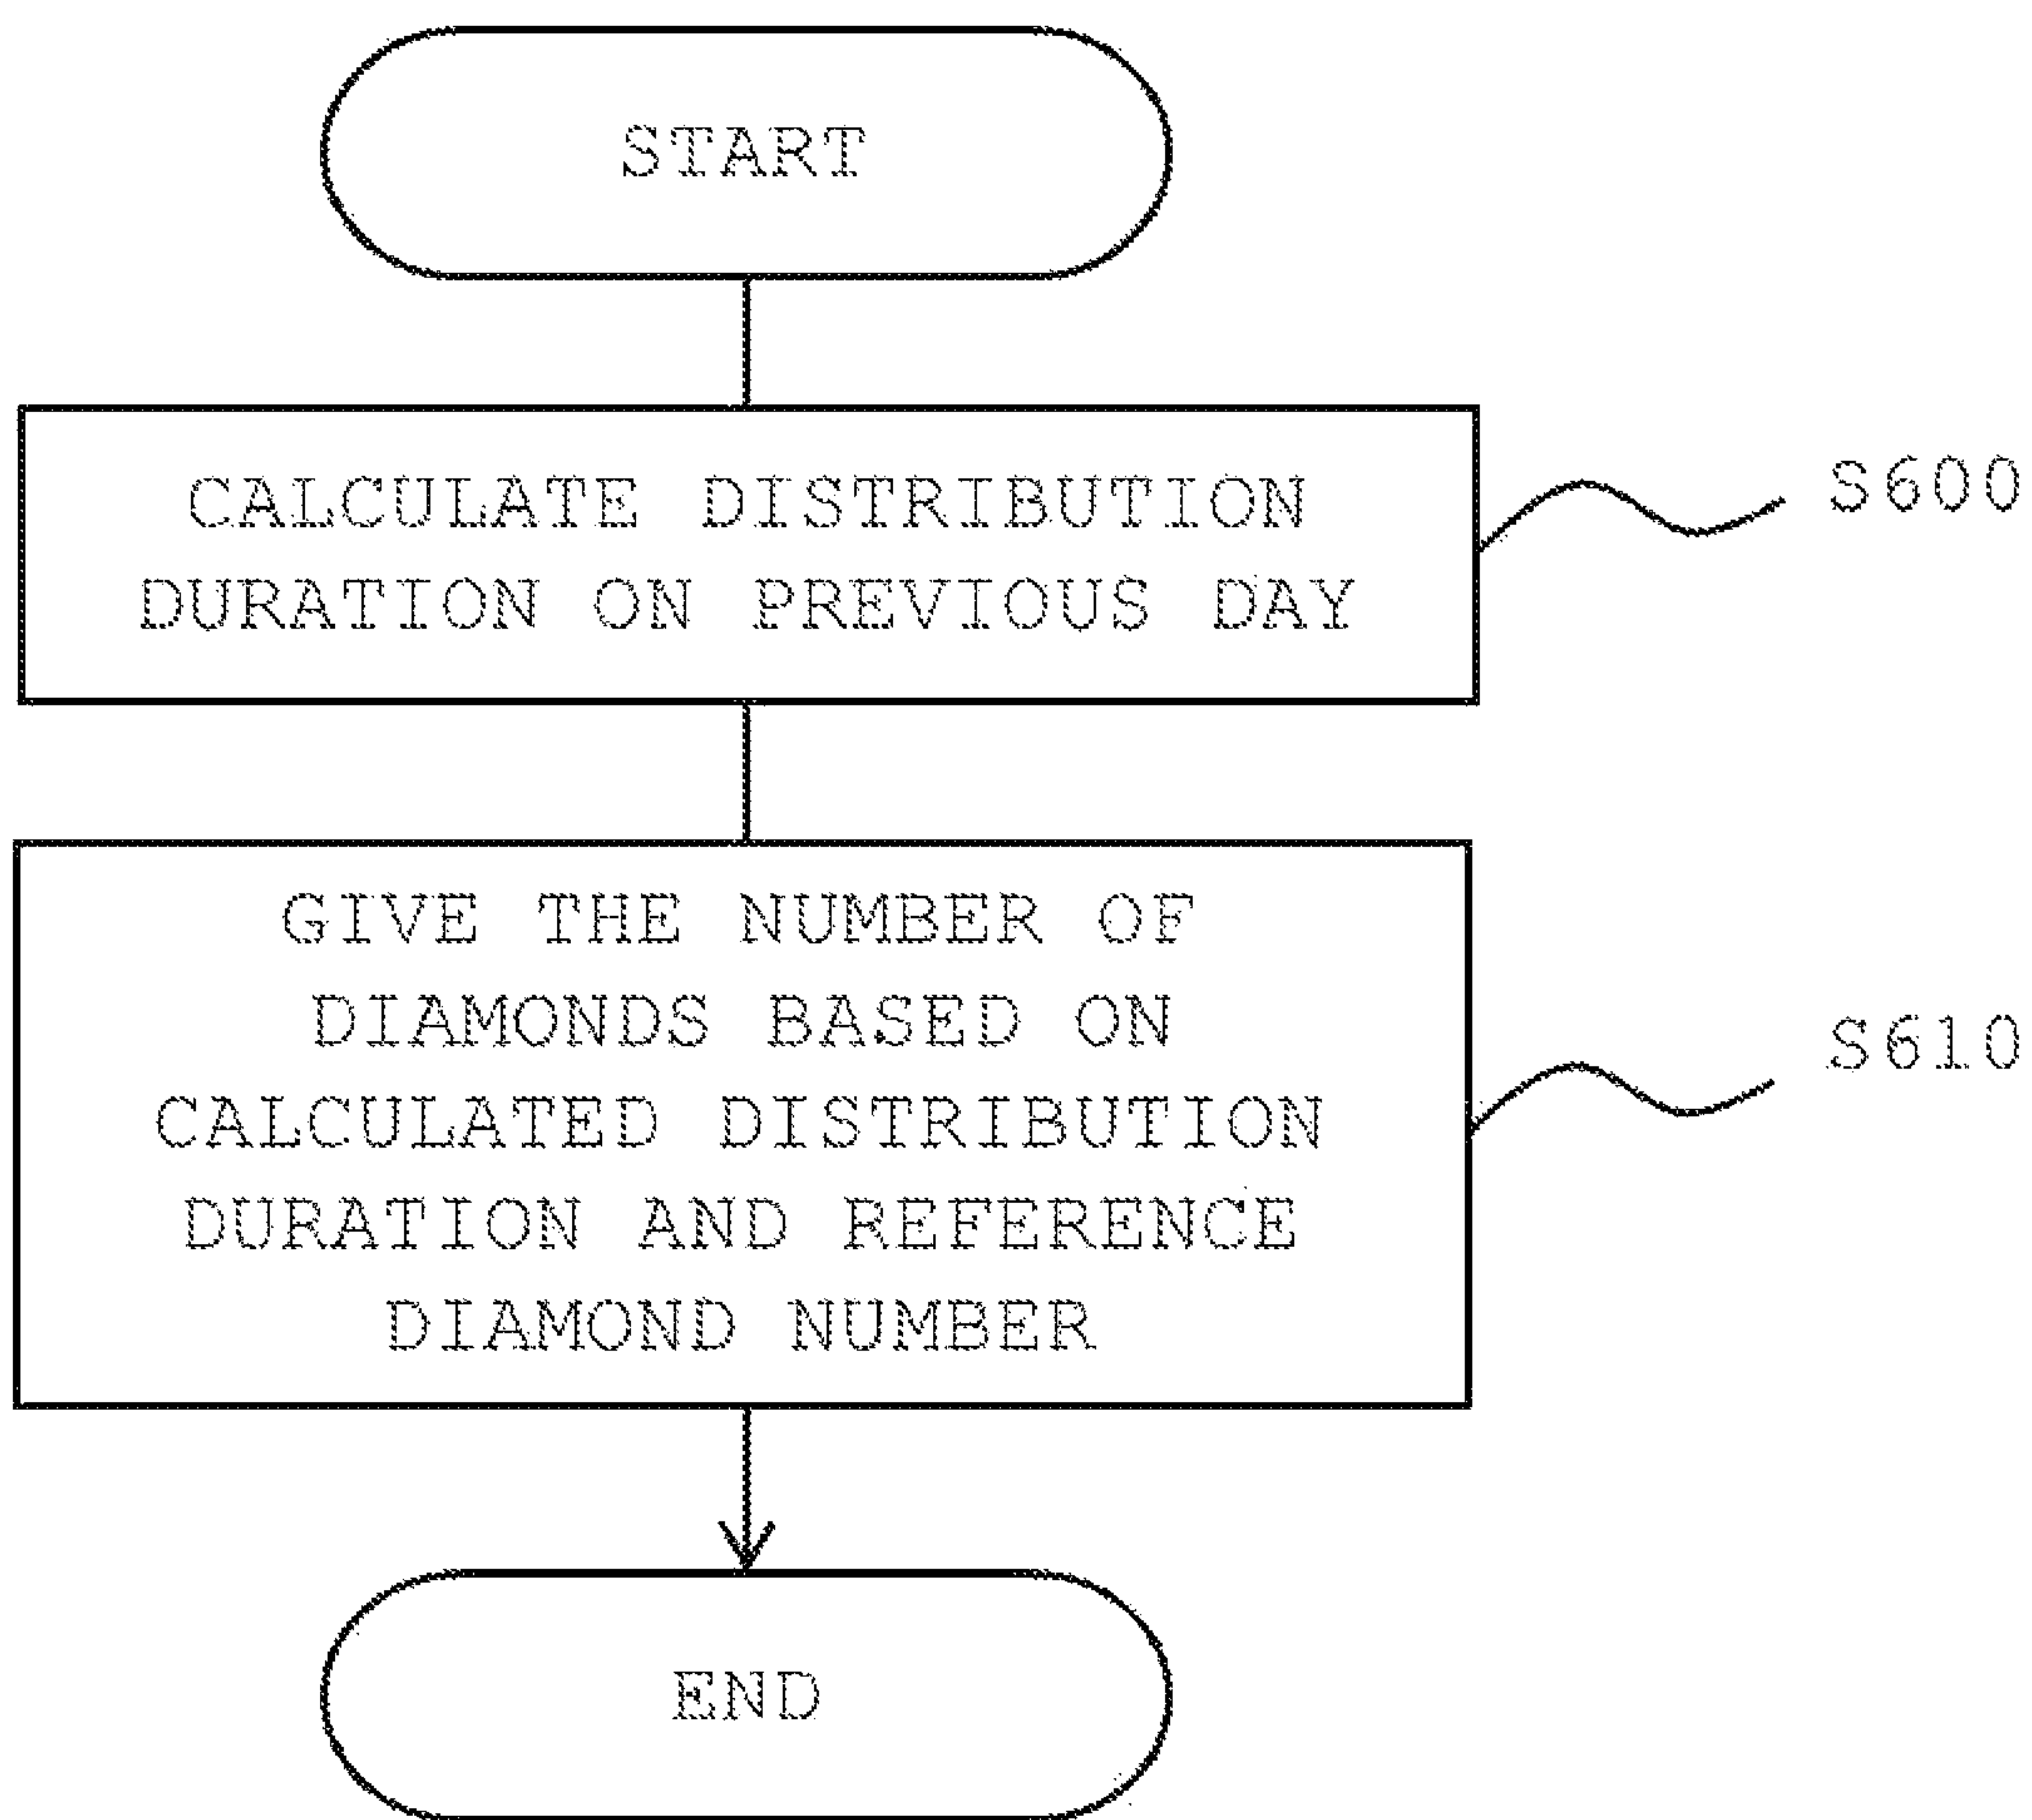 START
CALCULATE DISTRIBUTION
DURATION ON PREVIOUS DAY
S600
GIVE THE NUMBER OF
DIAMONDS BASED ON
CALCULATED DISTRIBUTION
DURATION AND REFERENCE
DIAMOND NUMBER
S610
END